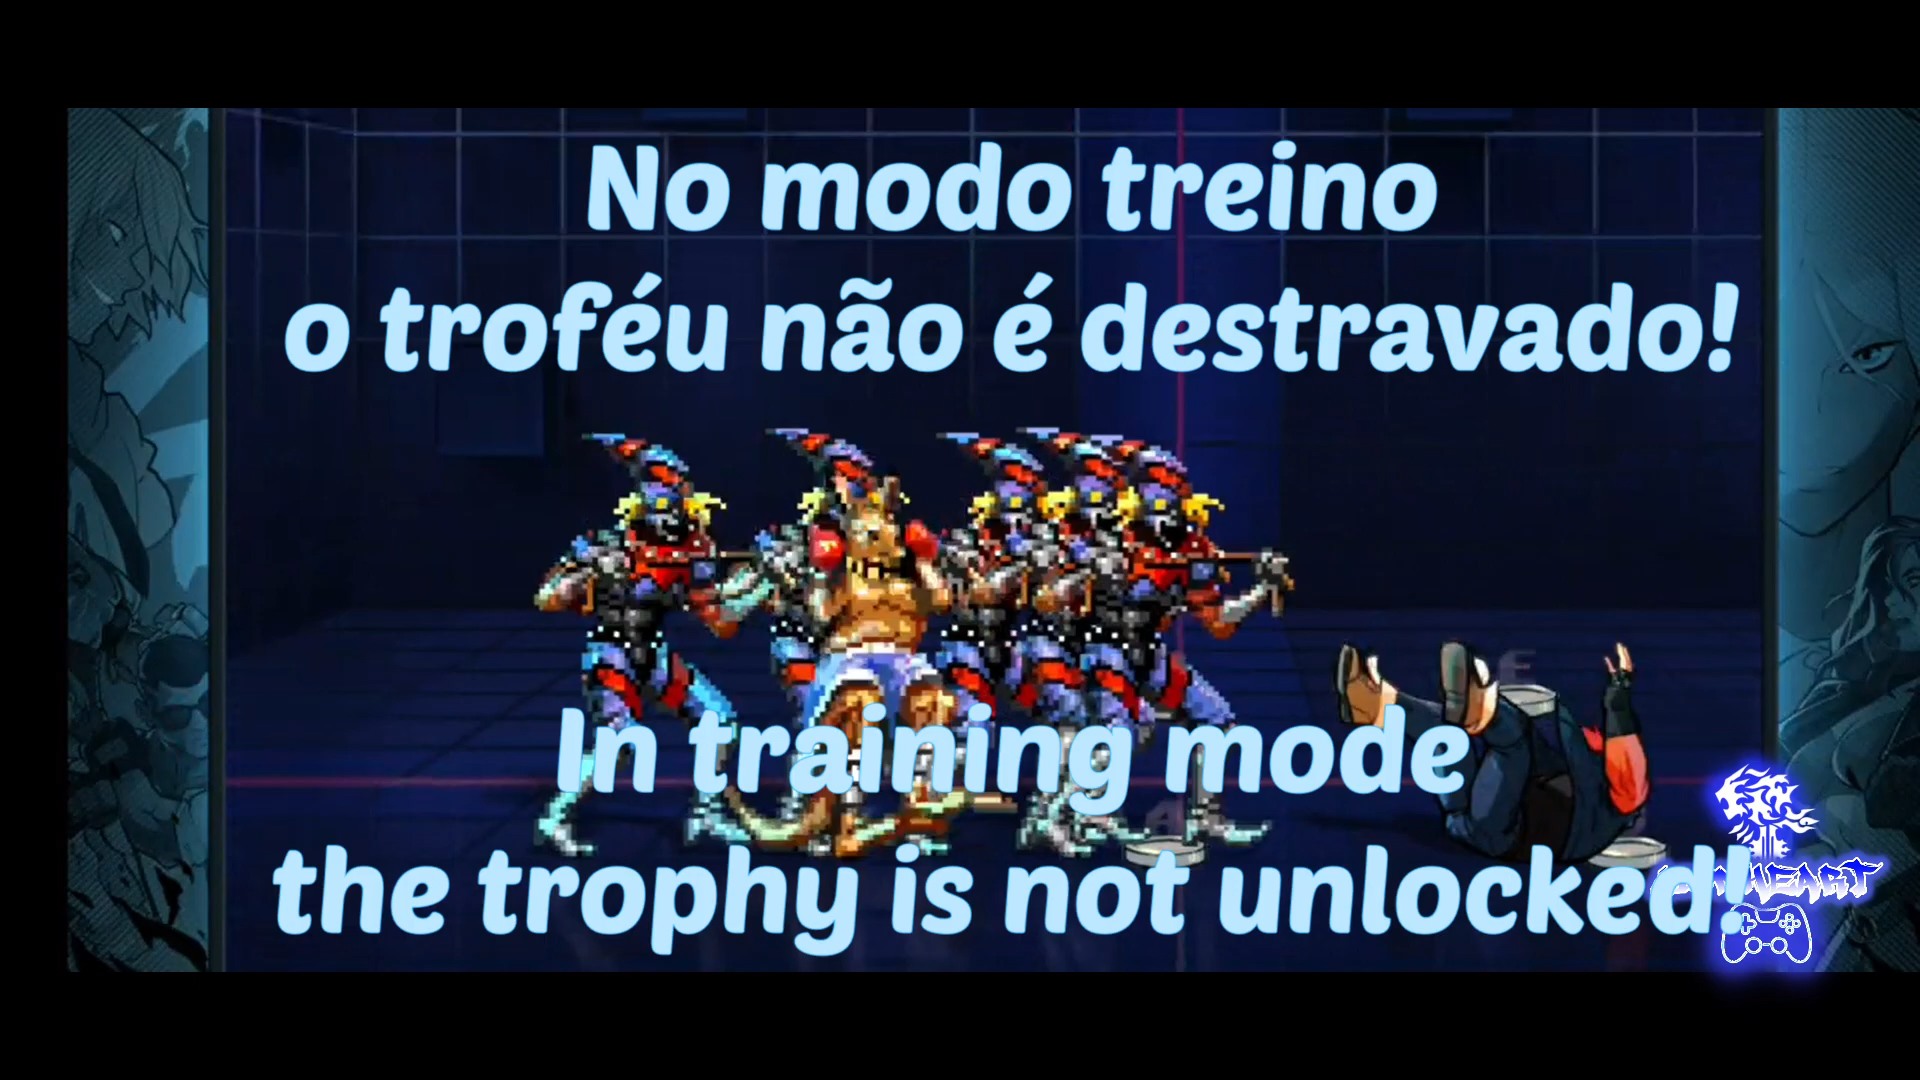 No modo treino
o troféu não é destravado!
In training mode
the trophy is not unlocked!